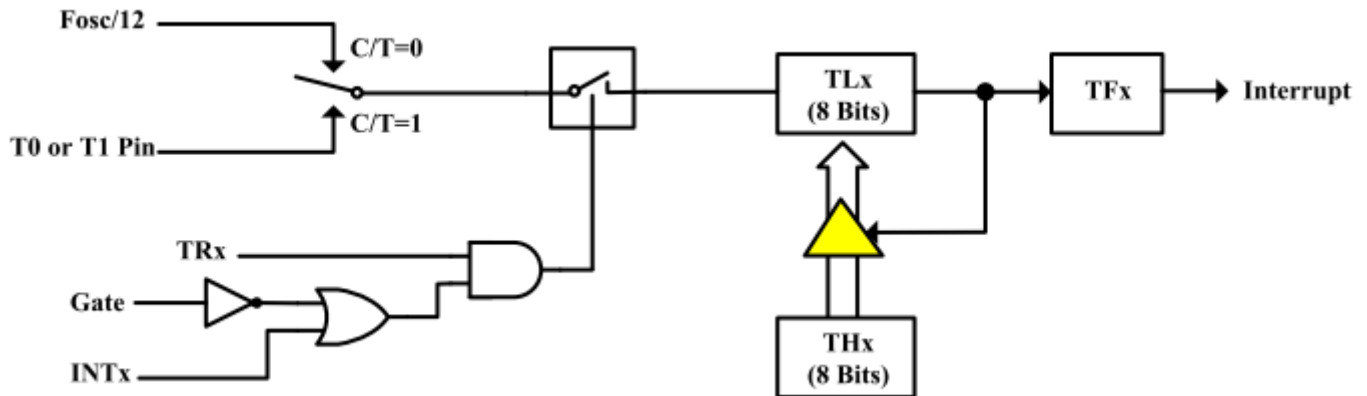 Fosc/12
C/T=0
C/T=1
T0 or T1 Pin
TLx
(8 Bits)
TFx
Interrupt
TRx
Gate
INTx
THx
(8 Bits)